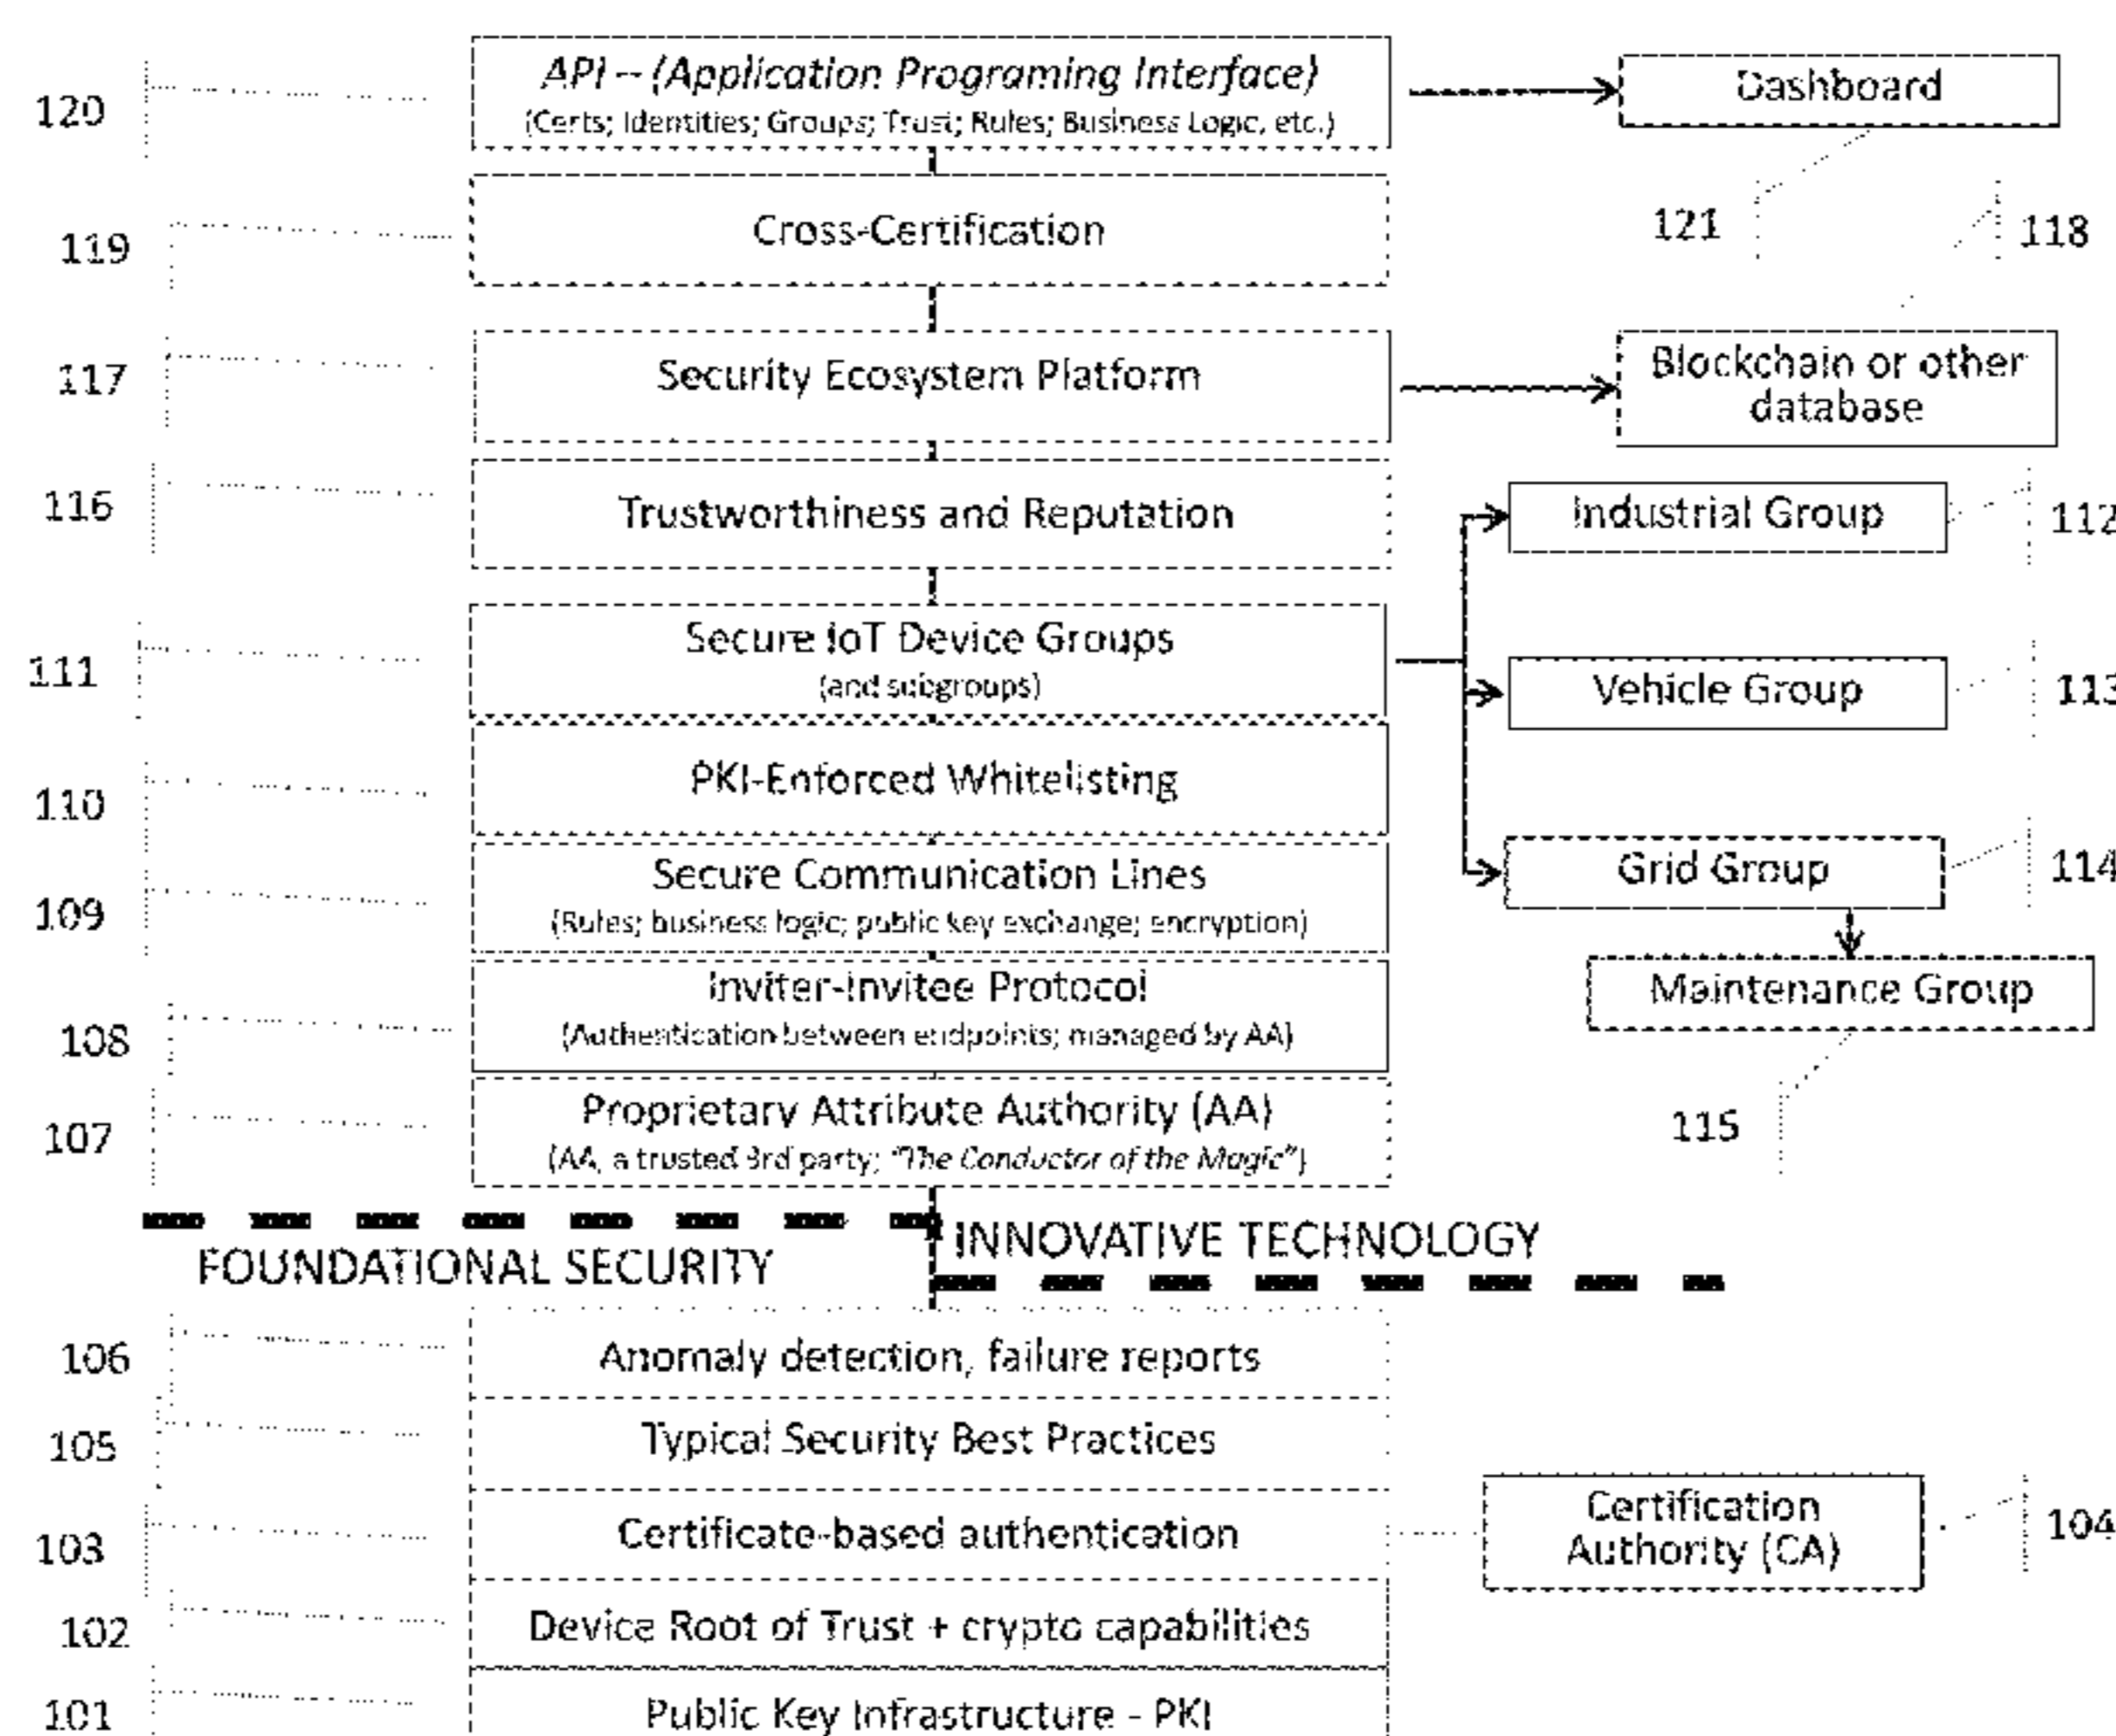 120
API -- (Application Programing Interface)
(Certs; Identities; Groups; Trust; Rules; Business Logic, etc.)
Dashboard
121
118
119
Cross-Certification
117
Security Ecosystem Platform
Blockchain or other
database
116
Trustworthiness and Reputation
Industrial Group
112
111
Secure IoT Device Groups
(and subgroups)
Vehicle Group
113
110
PKI-Enforced Whitelisting
Grid Group
114
109
Secure Communication Lines
(Rules; business logic; public key exchange; encryption)
Maintenance Group
115
108
Inviter-Invitee Protocol
(Authentication between endpoints; managed by AA)
107
Proprietary Attribute Authority (AA)
(AA, a trusted 3rd party; "The Conductor of the Magic")
FOUNDATIONAL SECURITY
INNOVATIVE TECHNOLOGY
106
Anomaly detection, failure reports
105
Typical Security Best Practices
103
Certificate-based authentication
Certification
Authority (CA)
104
102
Device Root of Trust + crypto capabilities
101
Public Key Infrastructure - PKI